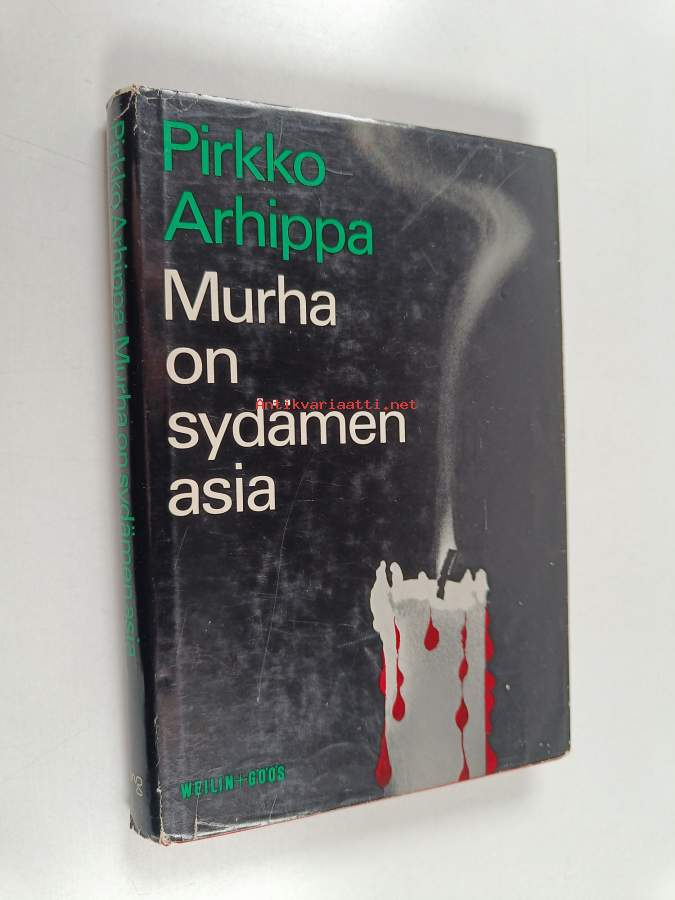 Pirkko
Arhippa
Murha
on
sydämen
asia
Antikvariaatti.net
WEILIN+GÖÖS
Pirkko Arhippa: Murha on sydämen asia